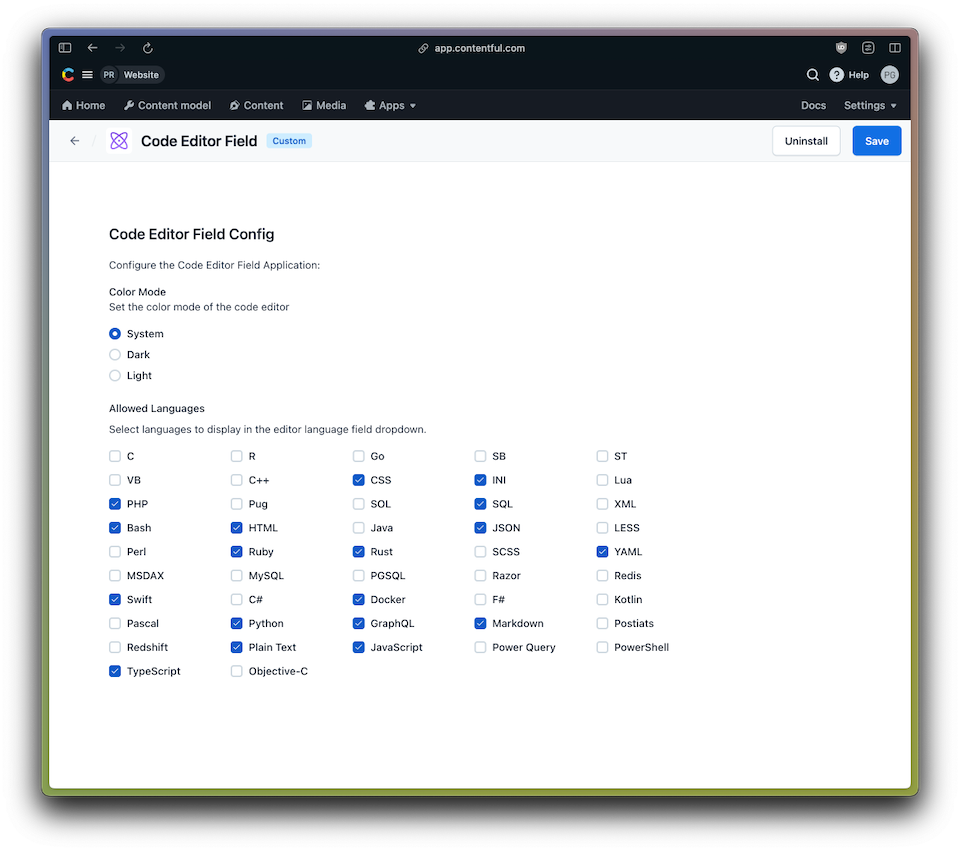 app.contentful.com
PR Website
? Help PG
Home Content model Content Media Apps Docs Settings
Code Editor Field Custom Uninstall Save
Code Editor Field Config
Configure the Code Editor Field Application:
Color Mode
Set the color mode of the code editor
System
Dark
Light
Allowed Languages
Select languages to display in the editor language field dropdown.
C R Go SB ST
VB C++ CSS INI Lua
PHP Pug SOL SQL XML
Bash HTML Java JSON LESS
Perl Ruby Rust SCSS YAML
MSDAX MySQL PGSQL Razor Redis
Swift C# Docker F# Kotlin
Pascal Python GraphQL Markdown Postiats
Redshift Plain Text JavaScript Power Query PowerShell
TypeScript Objective-C